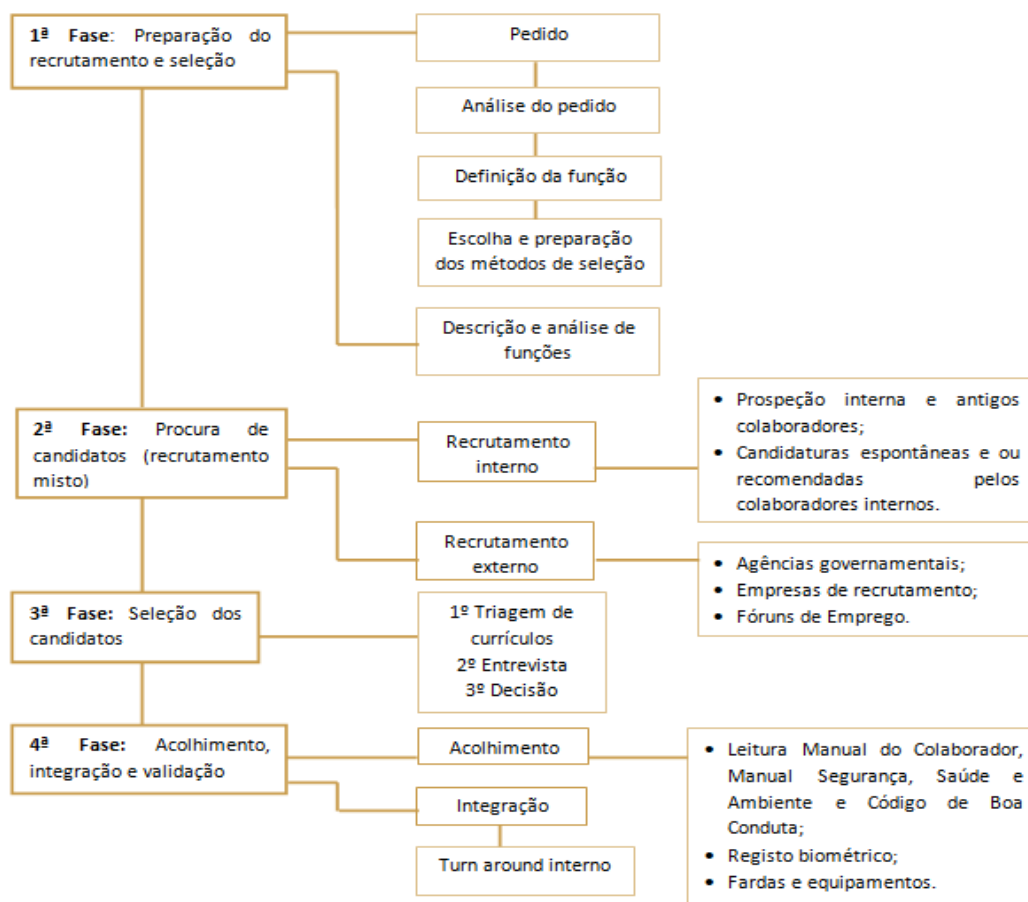 1ª Fase: Preparação do
recrutamento e seleção
Pedido
Análise do pedido
Definição da função
Escolha e preparação
dos métodos de seleção
Descrição e análise de
funções
2ª Fase: Procura de
candidatos (recrutamento
misto)
Recrutamento
interno
• Prospeção interna e antigos
colaboradores;
• Candidaturas espontâneas e ou
recomendadas pelos
colaboradores internos.
Recrutamento
externo
• Agências governamentais;
• Empresas de recrutamento;
• Fóruns de Emprego.
3ª Fase: Seleção dos
candidatos
1º Triagem de
currículos
2º Entrevista
3º Decisão
4ª Fase: Acolhimento,
integração e validação
Acolhimento
• Leitura Manual do Colaborador,
Manual Segurança, Saúde e
Ambiente e Código de Boa
Conduta;
• Registo biométrico;
• Fardas e equipamentos.
Integração
Turn around interno